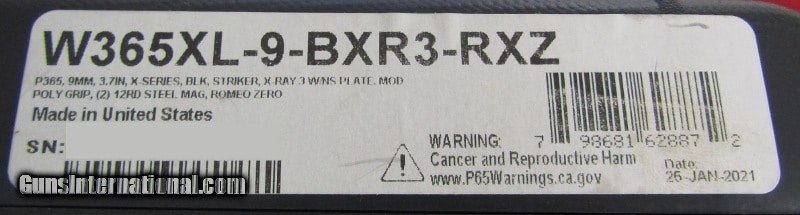 W365XL-9-BXR3-RXZ
P365, 9MM, 3.7IN, X-SERIES, BLK, STRIKER, X-RAY 3 W/NS PLATE, MOD
POLY GRIP, (2) 12RD STEEL MAG, ROMEO ZERO
Made in United States
SN:
WARNING:
Cancer and Reproductive Harm
www.P65Warnings.ca.gov
7 98681 62887 2
Date:
25-JAN-2021
GunsInternational.com